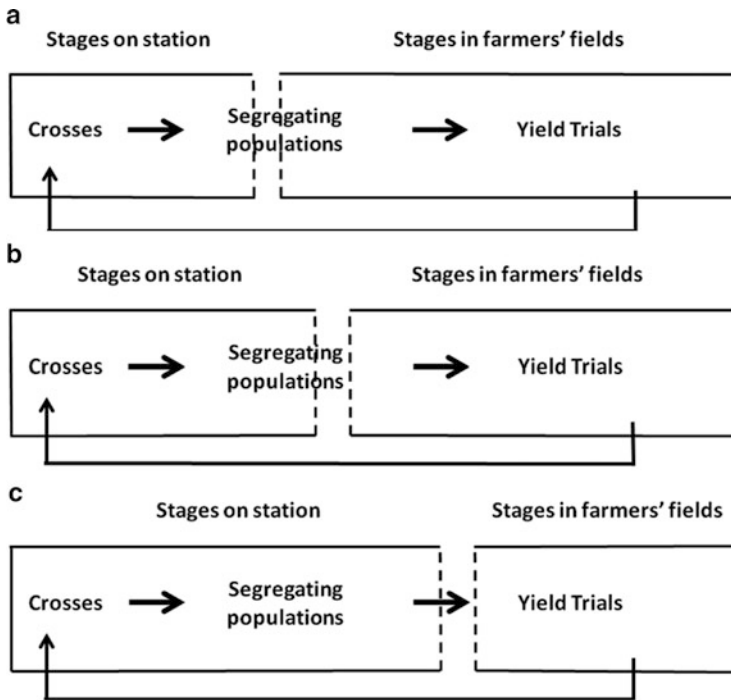 a
Stages on station
Stages in farmers' fields
Crosses
Segregating
populations
Yield Trials
b
Stages on station
Stages in farmers' fields
Crosses
Segregating
populations
Yield Trials
c
Stages on station
Stages in farmers' fields
Crosses
Segregating
populations
Yield Trials